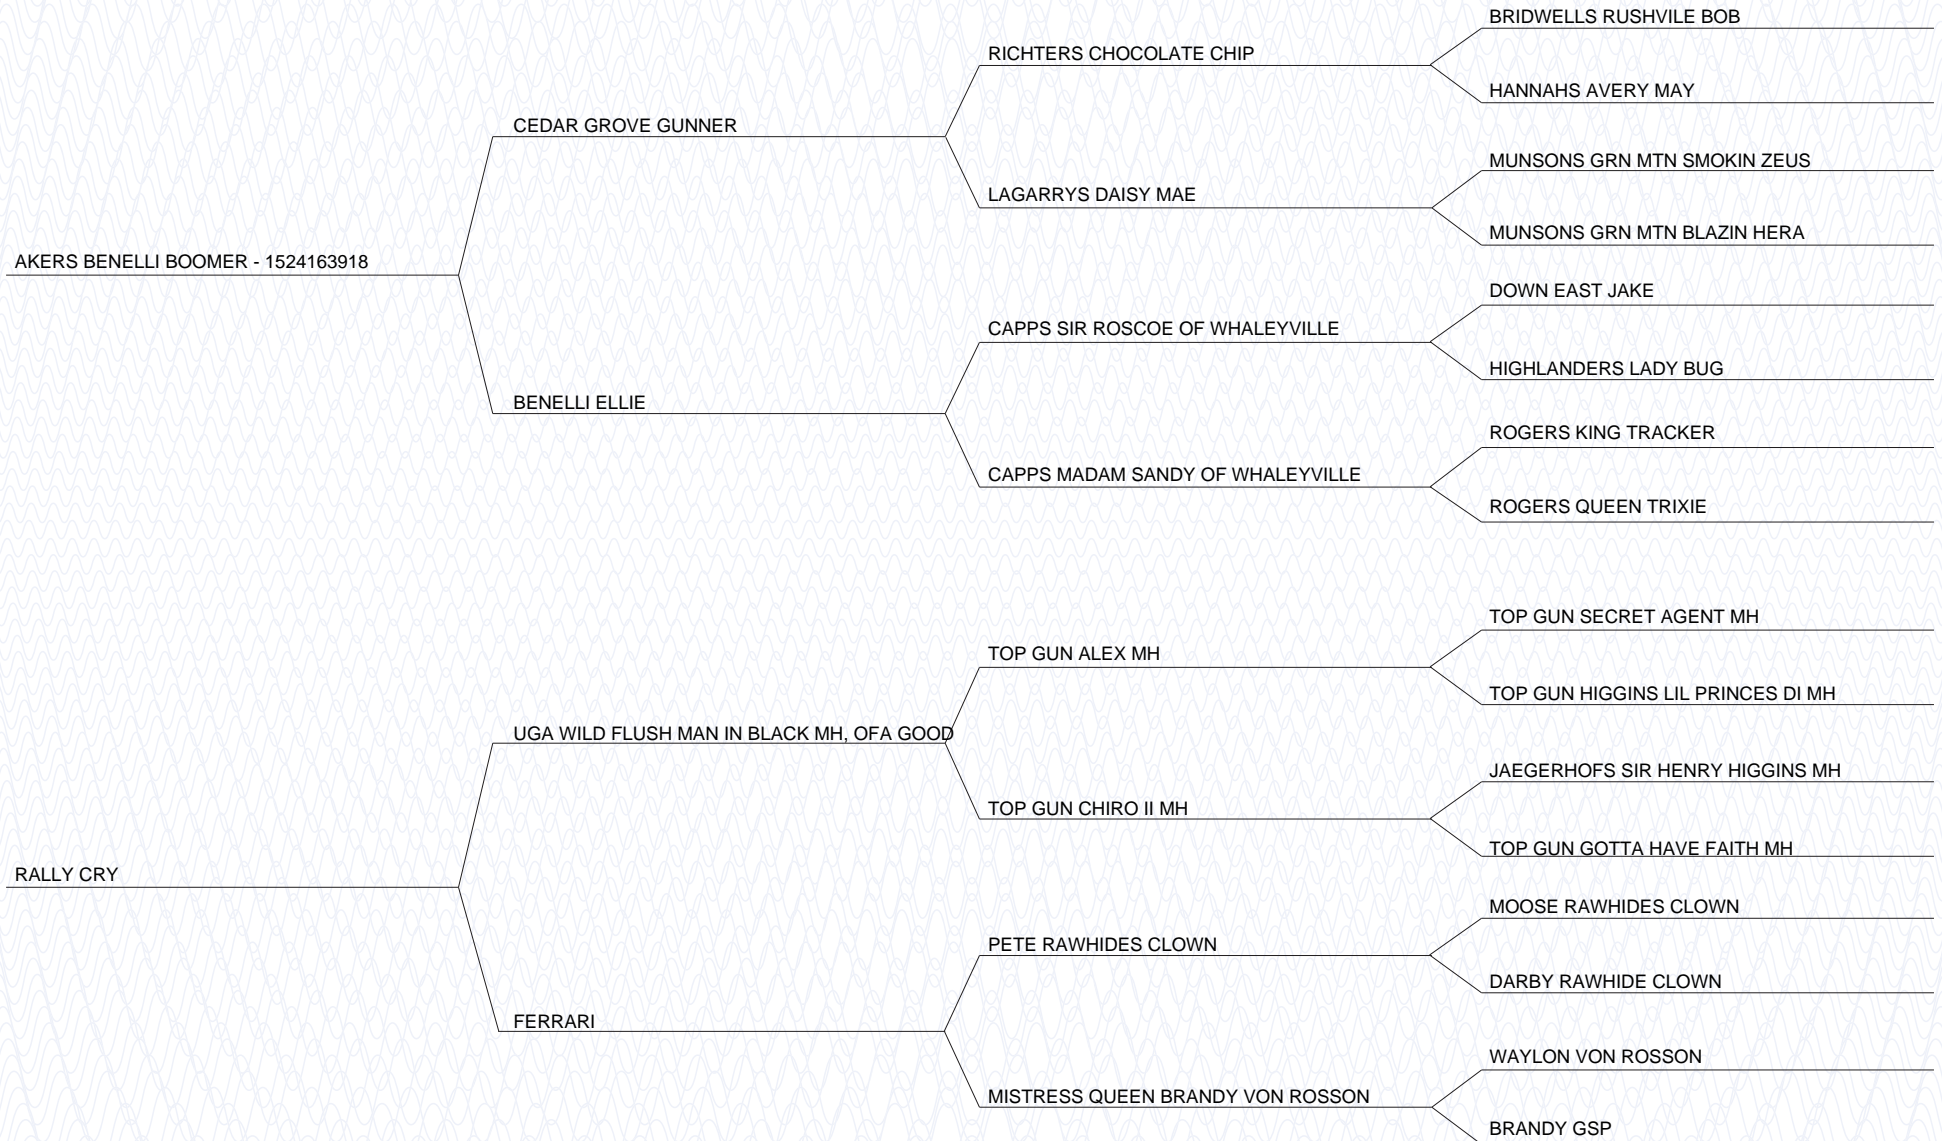 BRIDWELLS RUSHVILE BOB
RICHTERS CHOCOLATE CHIP
HANNAHS AVERY MAY
CEDAR GROVE GUNNER
MUNSONS GRN MTN SMOKIN ZEUS
LAGARRYS DAISY MAE
MUNSONS GRN MTN BLAZIN HERA
AKERS BENELLI BOOMER - 1524163918
DOWN EAST JAKE
CAPPS SIR ROSCOE OF WHALEYVILLE
HIGHLANDERS LADY BUG
BENELLI ELLIE
ROGERS KING TRACKER
CAPPS MADAM SANDY OF WHALEYVILLE
ROGERS QUEEN TRIXIE
TOP GUN SECRET AGENT MH
TOP GUN ALEX MH
TOP GUN HIGGINS LIL PRINCES DI MH
UGA WILD FLUSH MAN IN BLACK MH, OFA GOOD
JAEGERHOFS SIR HENRY HIGGINS MH
TOP GUN CHIRO II MH
TOP GUN GOTTA HAVE FAITH MH
RALLY CRY
MOOSE RAWHIDES CLOWN
PETE RAWHIDES CLOWN
DARBY RAWHIDE CLOWN
FERRARI
WAYLON VON ROSSON
MISTRESS QUEEN BRANDY VON ROSSON
BRANDY GSP